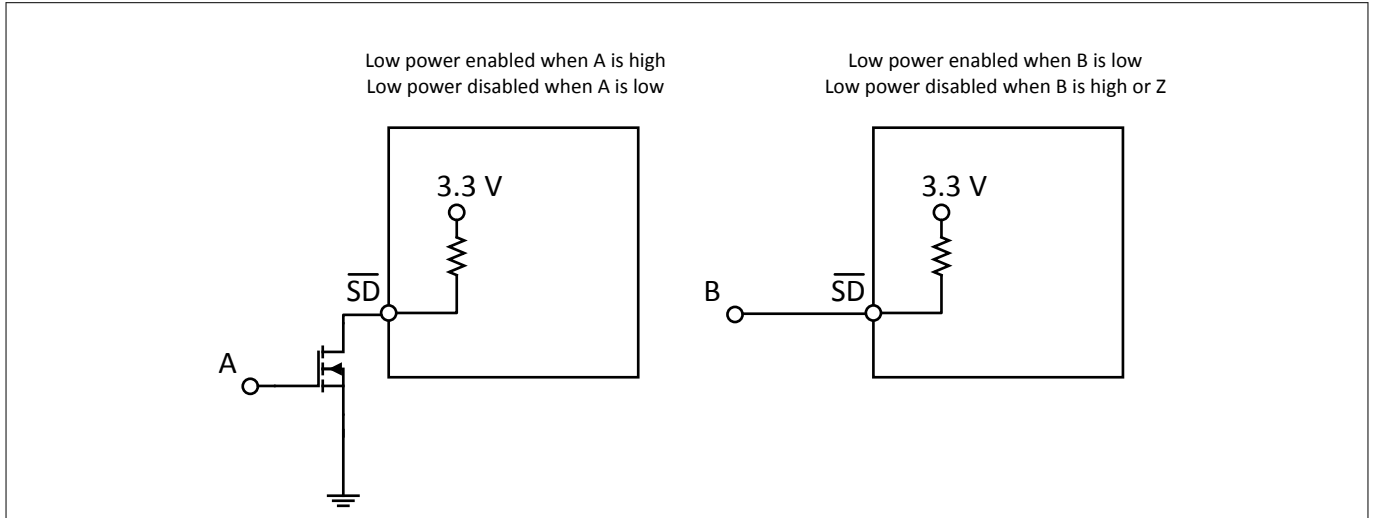 Low power enabled when A is high
Low power disabled when A is low
Low power enabled when B is low
Low power disabled when B is high or Z
3.3 V
3.3 V
SD
SD
B
A